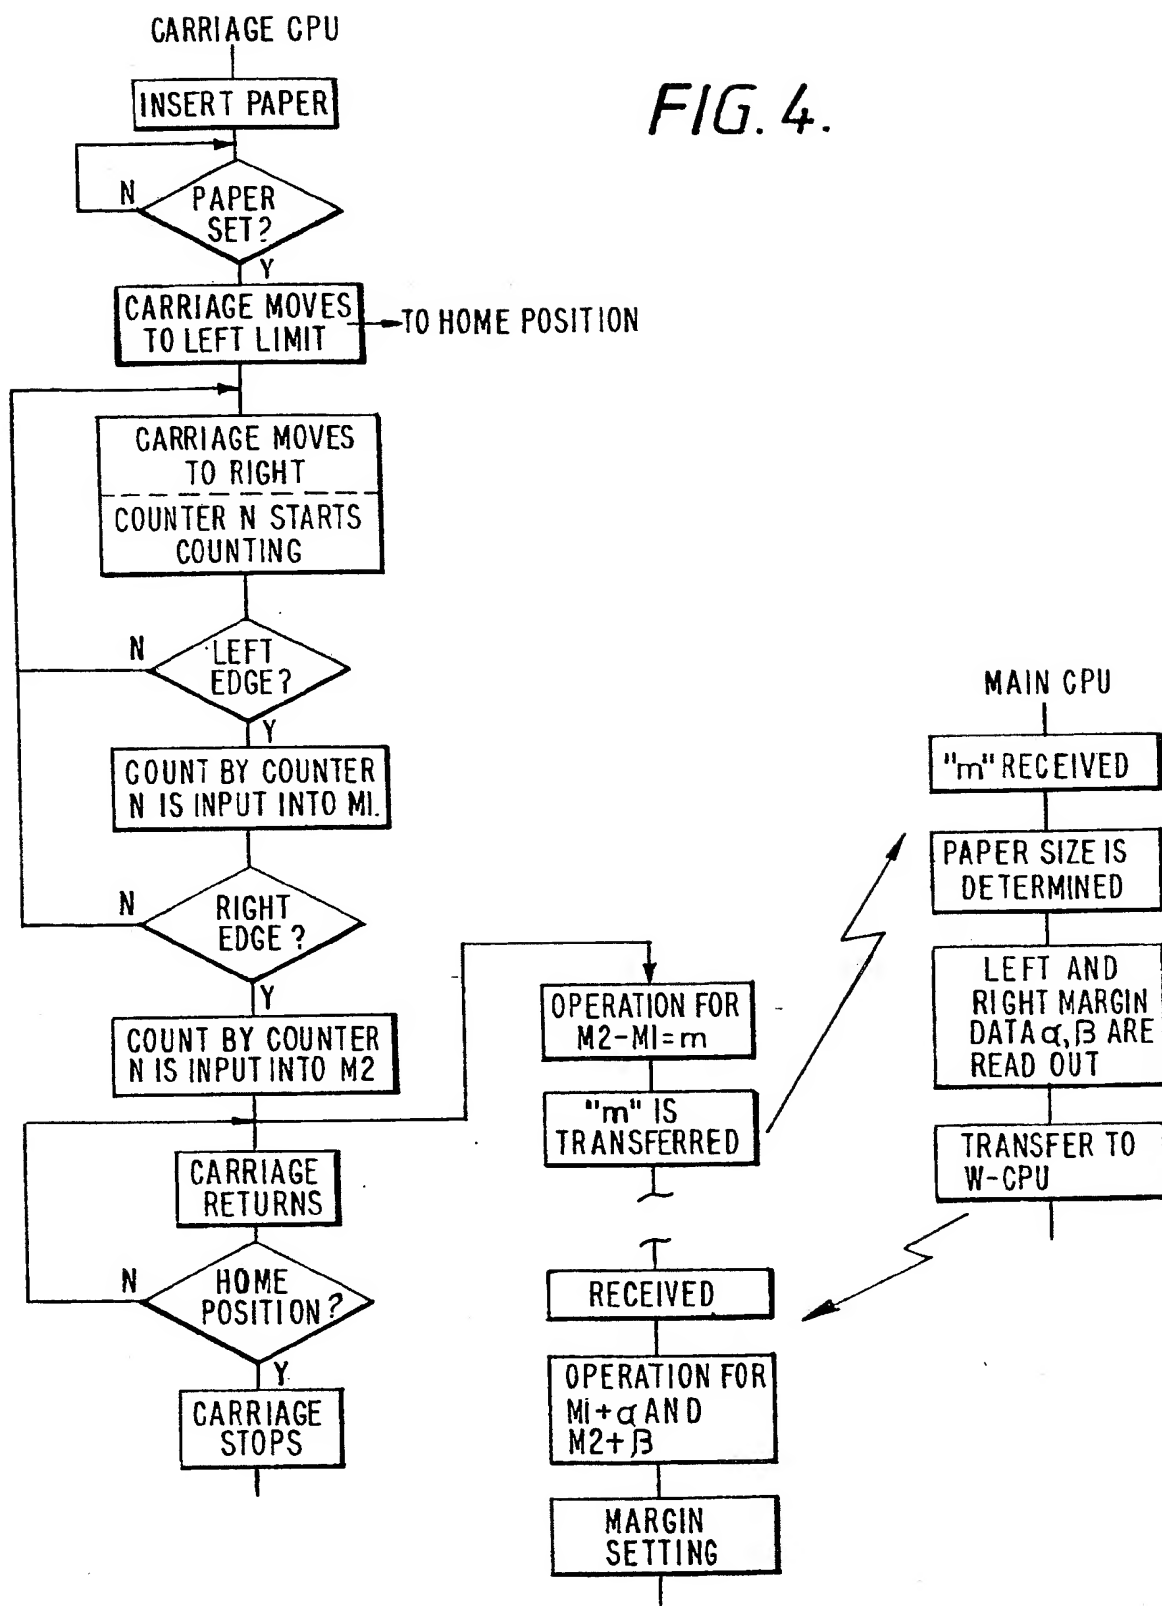 CARRIAGE CPU
FIG. 4.
INSERT PAPER
N
PAPER
SET?
Y
CARRIAGE MOVES
TO LEFT LIMIT
TO HOME POSITION
CARRIAGE MOVES
TO RIGHT
COUNTER N STARTS
COUNTING
N
LEFT
EDGE?
Y
COUNT BY COUNTER
N IS INPUT INTO M1.
N
RIGHT
EDGE?
Y
COUNT BY COUNTER
N IS INPUT INTO M2
CARRIAGE
RETURNS
N
HOME
POSITION?
Y
CARRIAGE
STOPS
OPERATION FOR
M2-M1=m
"m" IS
TRANSFERRED
RECEIVED
OPERATION FOR
M1+α AND
M2+β
MARGIN
SETTING
MAIN CPU
"m" RECEIVED
PAPER SIZE IS
DETERMINED
LEFT AND
RIGHT MARGIN
DATA α,β ARE
READ OUT
TRANSFER TO
W-CPU